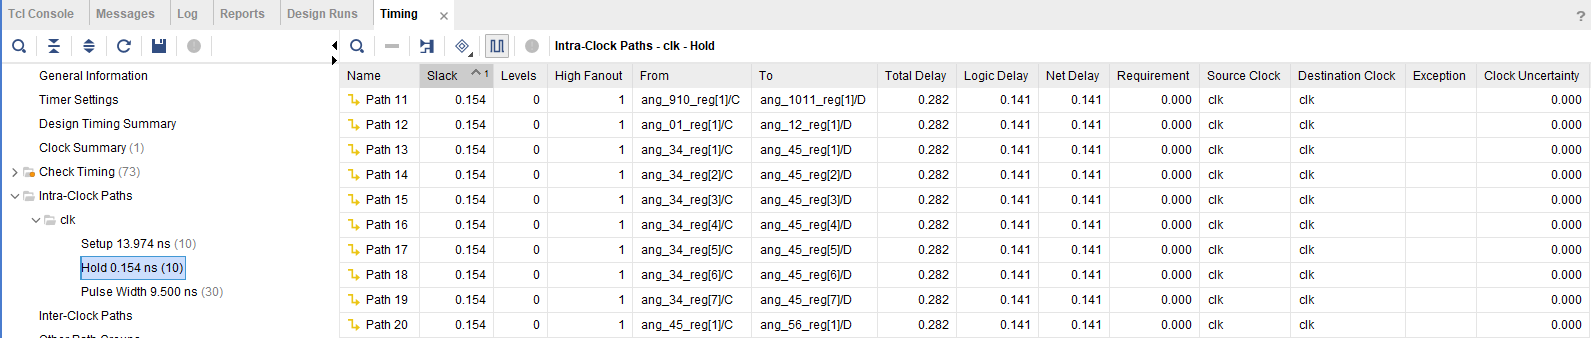 Tcl Console Messages Log Reports Design Runs Timing × ?
Intra-Clock Paths - clk - Hold
General Information
Timer Settings
Design Timing Summary
Clock Summary (1)
Check Timing (73)
Intra-Clock Paths
clk
Setup 13.974 ns (10)
Hold 0.154 ns (10)
Pulse Width 9.500 ns (30)
Inter-Clock Paths
Other Path Groups
Name Slack 1 Levels High Fanout From To Total Delay Logic Delay Net Delay Requirement Source Clock Destination Clock Exception Clock Uncertainty
Path 11 0.154 0 1 ang_910_reg[1]/C ang_1011_reg[1]/D 0.282 0.141 0.141 0.000 clk clk 0.000
Path 12 0.154 0 1 ang_01_reg[1]/C ang_12_reg[1]/D 0.282 0.141 0.141 0.000 clk clk 0.000
Path 13 0.154 0 1 ang_34_reg[1]/C ang_45_reg[1]/D 0.282 0.141 0.141 0.000 clk clk 0.000
Path 14 0.154 0 1 ang_34_reg[2]/C ang_45_reg[2]/D 0.282 0.141 0.141 0.000 clk clk 0.000
Path 15 0.154 0 1 ang_34_reg[3]/C ang_45_reg[3]/D 0.282 0.141 0.141 0.000 clk clk 0.000
Path 16 0.154 0 1 ang_34_reg[4]/C ang_45_reg[4]/D 0.282 0.141 0.141 0.000 clk clk 0.000
Path 17 0.154 0 1 ang_34_reg[5]/C ang_45_reg[5]/D 0.282 0.141 0.141 0.000 clk clk 0.000
Path 18 0.154 0 1 ang_34_reg[6]/C ang_45_reg[6]/D 0.282 0.141 0.141 0.000 clk clk 0.000
Path 19 0.154 0 1 ang_34_reg[7]/C ang_45_reg[7]/D 0.282 0.141 0.141 0.000 clk clk 0.000
Path 20 0.154 0 1 ang_45_reg[1]/C ang_56_reg[1]/D 0.282 0.141 0.141 0.000 clk clk 0.000